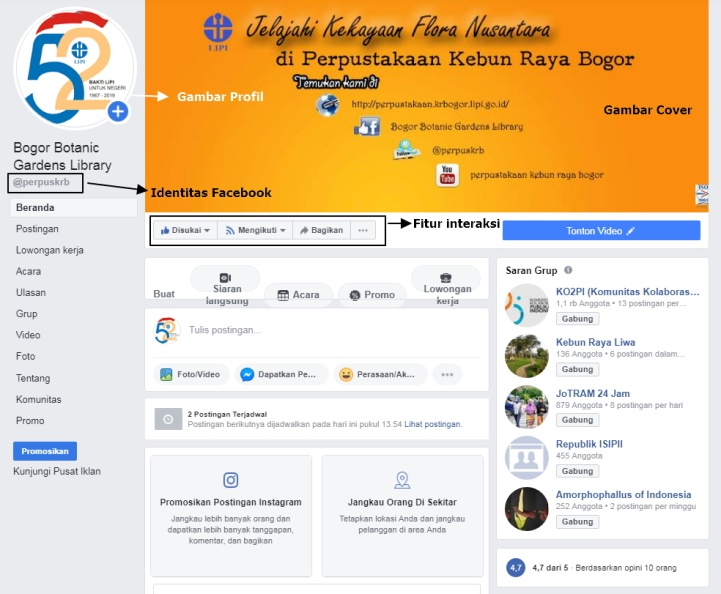 52
LIPI
BAKTI LIPI
UNTUK NEGERI
1967 - 2019
Gambar Profil
LIPI
Jelajahi Kekayaan Flora Nusantara
di Perpustakaan Kebun Raya Bogor
Temukan kami di
http://perpustakaan.krbogor.lipi.go.id/
Bogor Botanic Gardens Library
@perpuskrb
You
Tube
perpustakaan kebun raya bogor
Gambar Cover
Bogor Botanic
Gardens Library
@perpuskrb
Identitas Facebook
Beranda
Postingan
Lowongan kerja
Acara
Ulasan
Grup
Video
Foto
Tentang
Komunitas
Promo
Promosikan
Kunjungi Pusat Iklan
Disukai
Mengikuti
Bagikan
...
Fitur interaksi
Tonton Video
Buat
Siaran
langsung
Acara
Promo
Lowongan
kerja
Tulis postingan...
Foto/Video
Dapatkan Pe...
Perasaan/Ak...
...
2 Postingan Terjadwal
Postingan berikutnya dijadwalkan pada hari ini pukul 13.54 Lihat postingan.
Promosikan Postingan Instagram
Jangkau lebih banyak orang dan
dapatkan lebih banyak tanggapan,
komentar, dan bagikan
Jangkau Orang Di Sekitar
Tetapkan lokasi Anda dan jangkau
pelanggan di area Anda
Saran Grup
KO2PI (Komunitas Kolaboras...
1,1 rb Anggota • 13 postingan per...
Gabung
Kebun Raya Liwa
136 Anggota • 6 postingan dalam...
Gabung
JoTRAM 24 Jam
879 Anggota • 8 postingan per hari
Gabung
Republik ISIPII
455 Anggota
Gabung
Amorphophallus of Indonesia
252 Anggota • 2 postingan per minggu
Gabung
4,7
4,7 dari 5 · Berdasarkan opini 10 orang